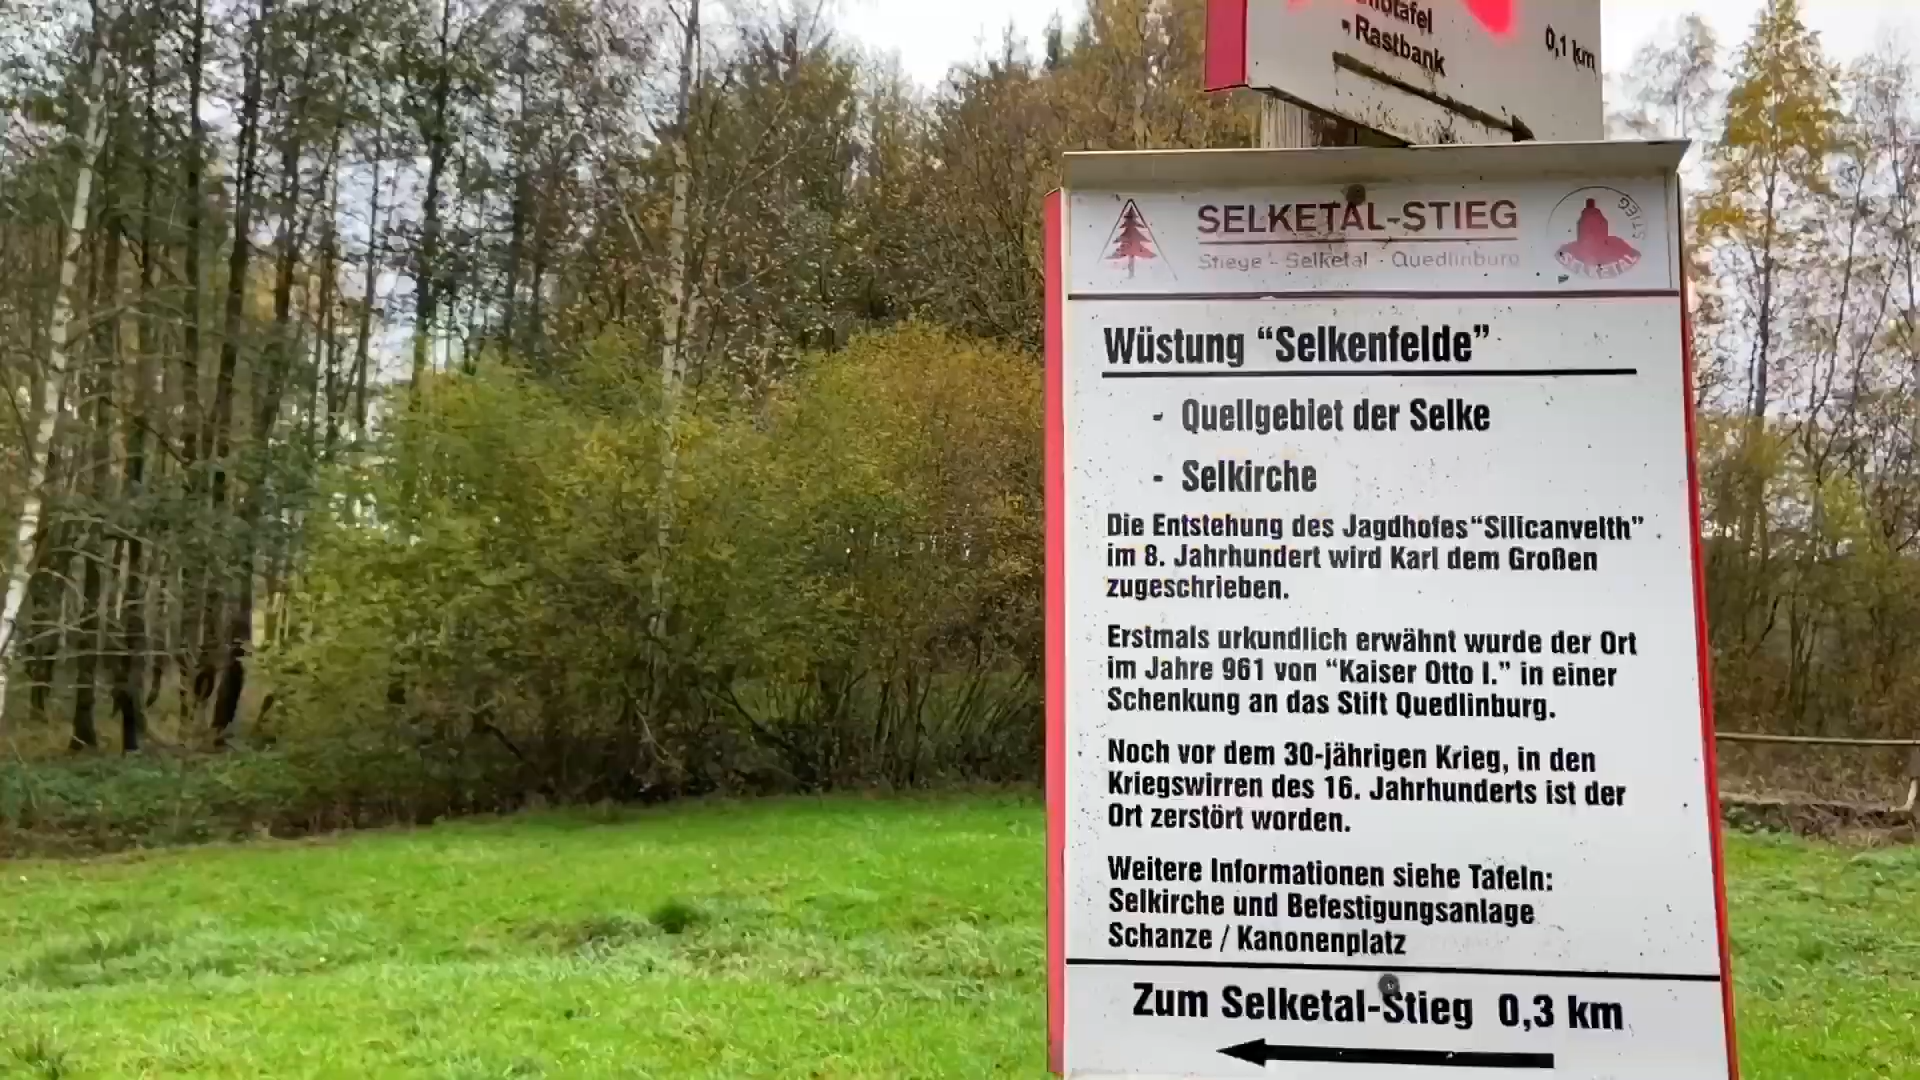 - Rastbank
0,1 km
SELKETAL-STIEG
Stiege - Selketal - Quedlinburg
STIEG
SELKETAL
Wüstung “Selkenfelde”
- Quellgebiet der Selke
- Selkirche
Die Entstehung des Jagdhofes “Silicanvelth”
im 8. Jahrhundert wird Karl dem Großen
zugeschrieben.
Erstmals urkundlich erwähnt wurde der Ort
im Jahre 961 von “Kaiser Otto I.” in einer
Schenkung an das Stift Quedlinburg.
Noch vor dem 30-jährigen Krieg, in den
Kriegswirren des 16. Jahrhunderts ist der
Ort zerstört worden.
Weitere Informationen siehe Tafeln:
Selkirche und Befestigungsanlage
Schanze / Kanonenplatz
Zum Selketal-Stieg 0,3 km